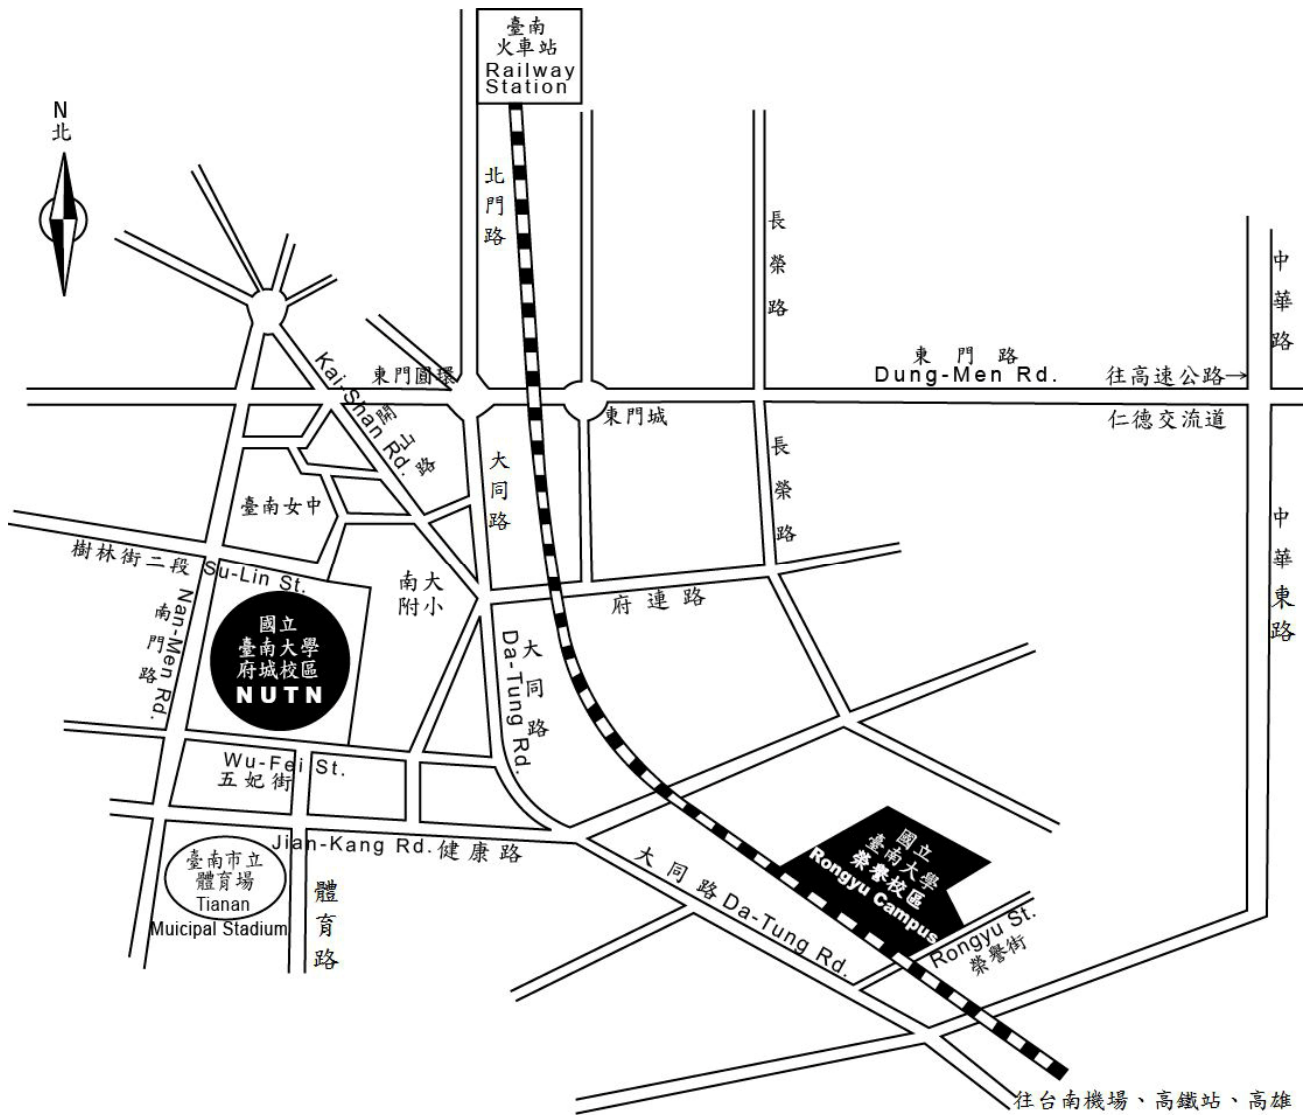 臺南
火車站
Railway
Station
N
北
北門路
長榮路
中華路
東門路
Dung-Men Rd.
往高速公路→
仁德交流道
東門圓環
東門城
Kai-Shan Rd.
開山路
大同路
長榮路
臺南女中
中華東路
樹林街二段
Su-Lin St.
南大
附小
府連路
Nan-Men Rd.
南門路
國立
臺南大學
府城校區
NUTN
Da-Tung Rd.
大同路
Wu-Fei St.
五妃街
Jian-Kang Rd.健康路
臺南市立
體育場
Tianan
Muicipal Stadium
體育路
大同路 Da-Tung Rd.
國立
臺南大學
榮譽校區
Rongyu Campus
Rongyu St.
榮譽街
往台南機場、高鐵站、高雄